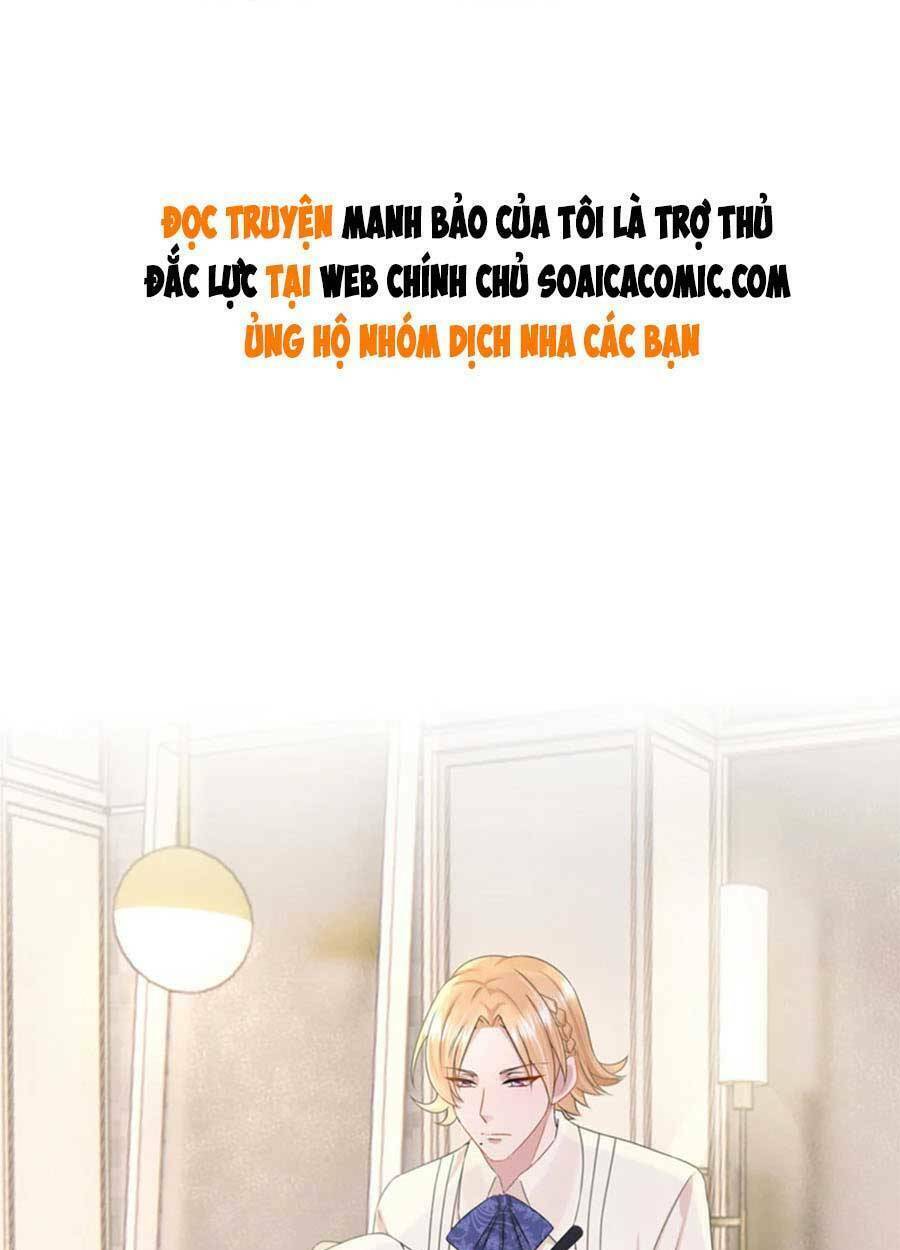 ĐỌC TRUYỆN MANH BẢO CỦA TÔI LÀ TRỢ THỦ
ĐẮC LỰC TẠI WEB CHÍNH CHỦ SOAICACOMIC.COM
ỦNG HỘ NHÓM DỊCH NHA CÁC BẠN